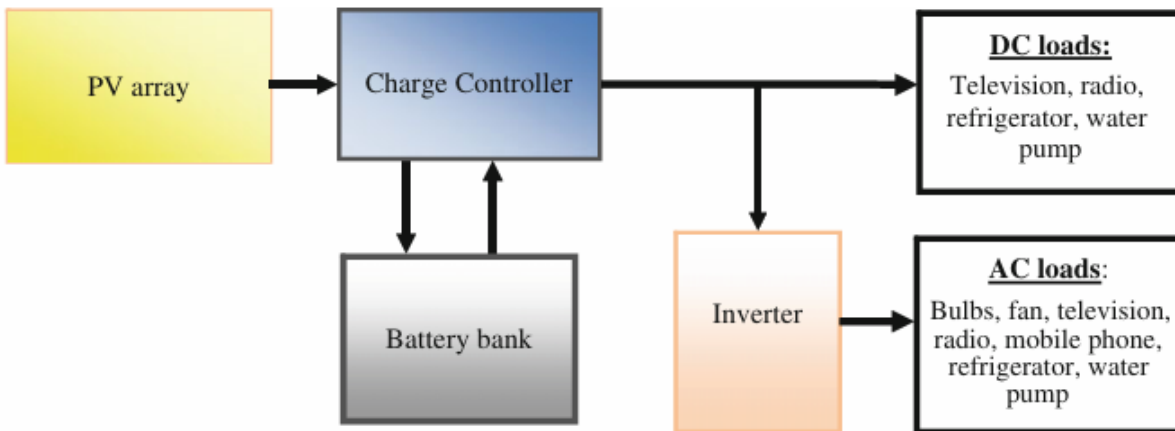 PV array
Charge Controller
DC loads:
Television, radio,
refrigerator, water
pump
Battery bank
Inverter
AC loads:
Bulbs, fan, television,
radio, mobile phone,
refrigerator, water
pump